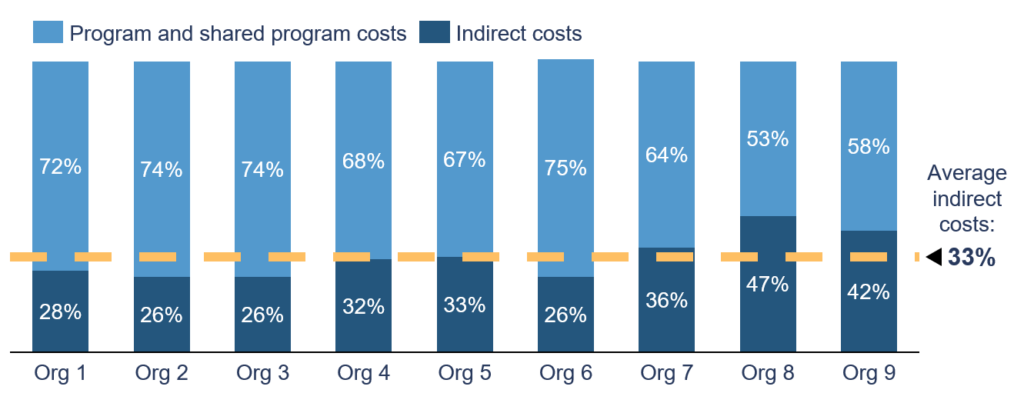 Program and shared program costs Indirect costs
72% 74% 74% 68% 67% 75% 64% 53% 58%
Average
indirect
costs:
33%
28% 26% 26% 32% 33% 26% 36% 47% 42%
Org 1 Org 2 Org 3 Org 4 Org 5 Org 6 Org 7 Org 8 Org 9